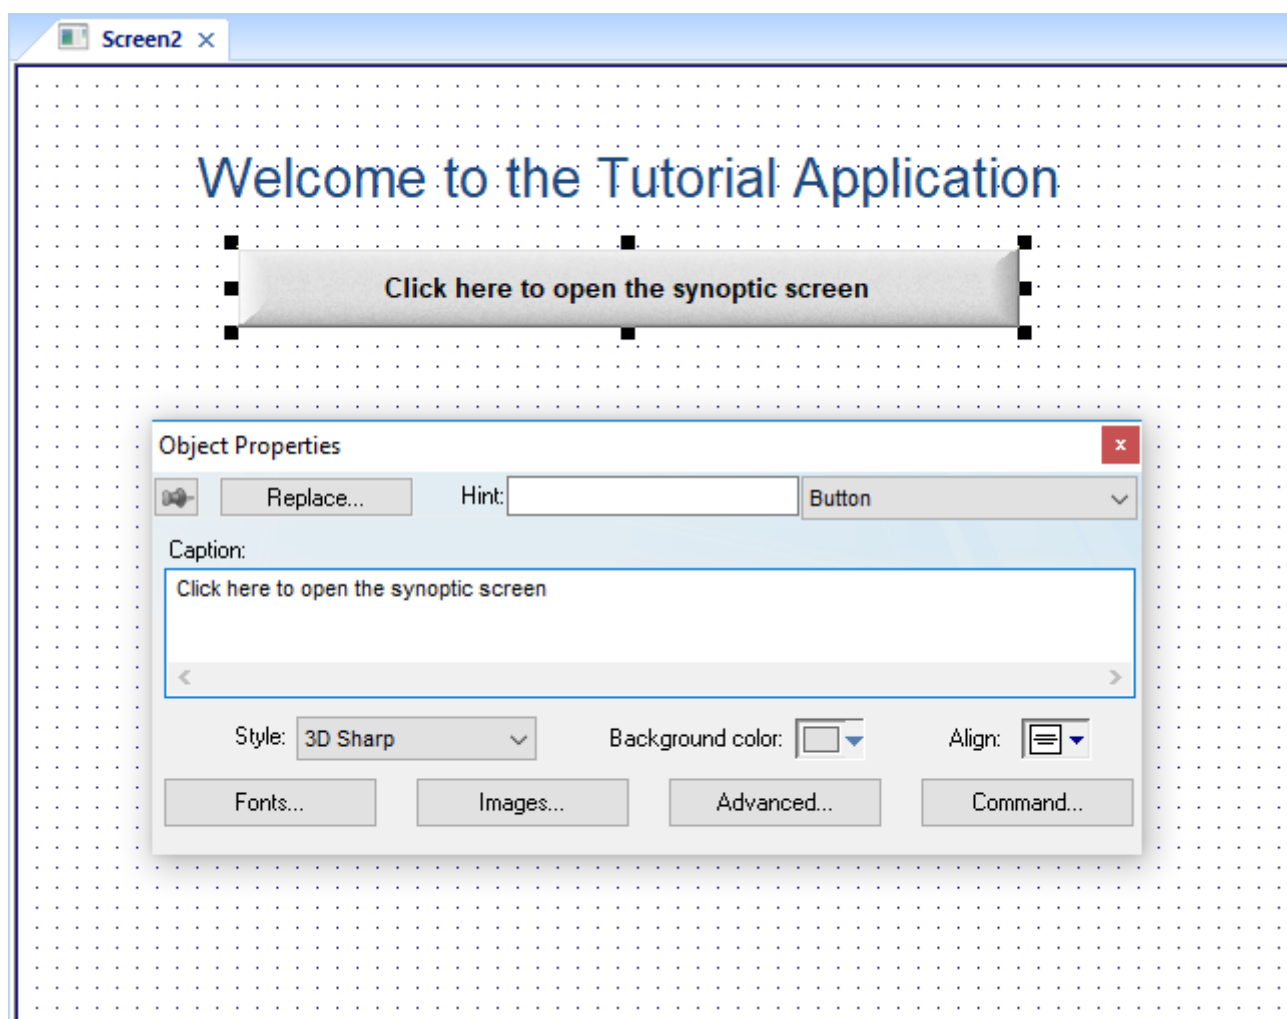 Screen2
Welcome to the Tutorial Application
Click here to open the synoptic screen
Object Properties
x
Replace... Hint: Button
Caption:
Click here to open the synoptic screen
Style: 3D Sharp Background color: Align:
Fonts... Images... Advanced... Command...